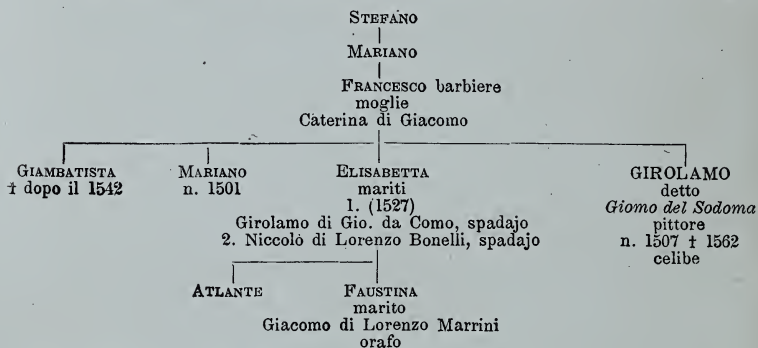 STEFANO
MARIANO
FRANCESCO barbiere
moglie
Caterina di Giacomo
GIAMBATISTA
† dopo il 1542
MARIANO
n. 1501
ELISABETTA
mariti
1. (1527)
Girolamo di Gio. da Como, spadajo
2. Niccolò di Lorenzo Bonelli, spadajo
GIROLAMO
detto
Giomo del Sodoma
pittore
n. 1507 † 1562
celibe
ATLANTE
FAUSTINA
marito
Giacomo di Lorenzo Marrini
orafo